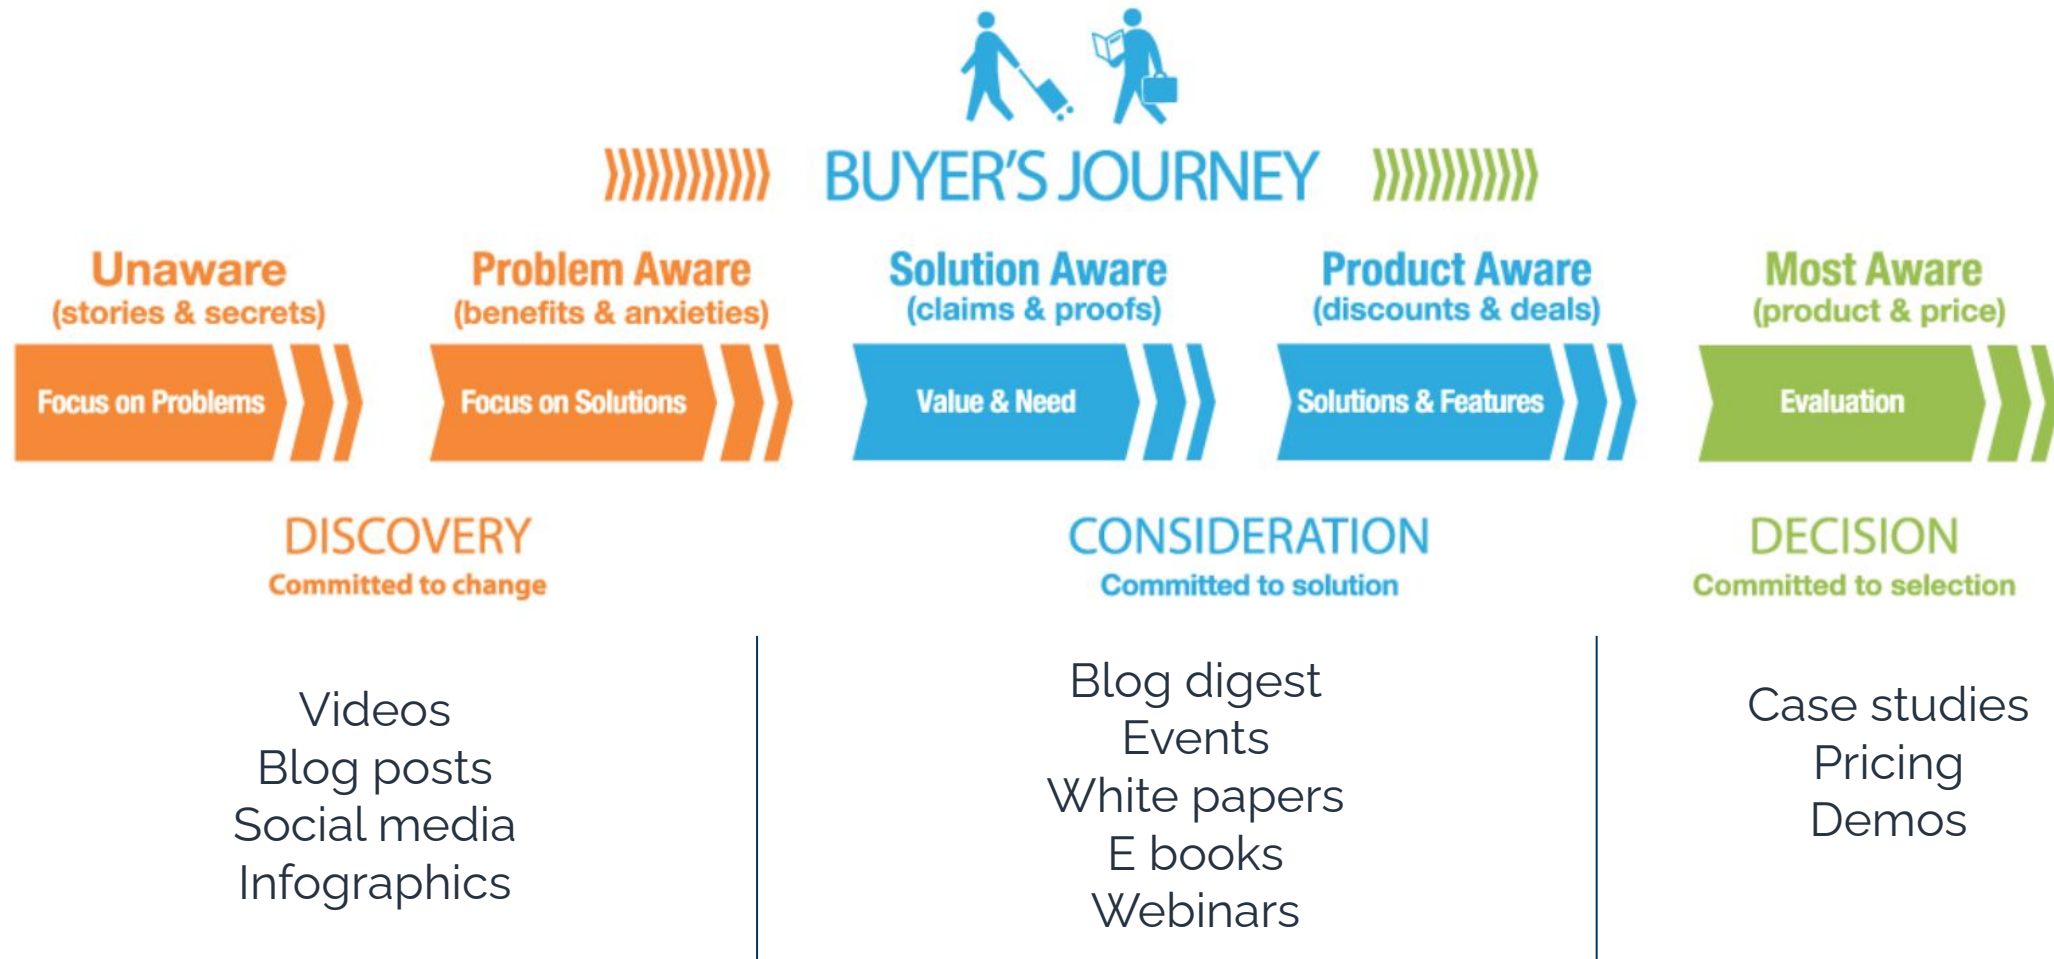 BUYER'S JOURNEY
Unaware
(stories & secrets)
Focus on Problems
Problem Aware
(benefits & anxieties)
Focus on Solutions
Solution Aware
(claims & proofs)
Value & Need
Product Aware
(discounts & deals)
Solutions & Features
Most Aware
(product & price)
Evaluation
DISCOVERY
Committed to change
Videos
Blog posts
Social media
Infographics
CONSIDERATION
Committed to solution
Blog digest
Events
White papers
E books
Webinars
DECISION
Committed to selection
Case studies
Pricing
Demos